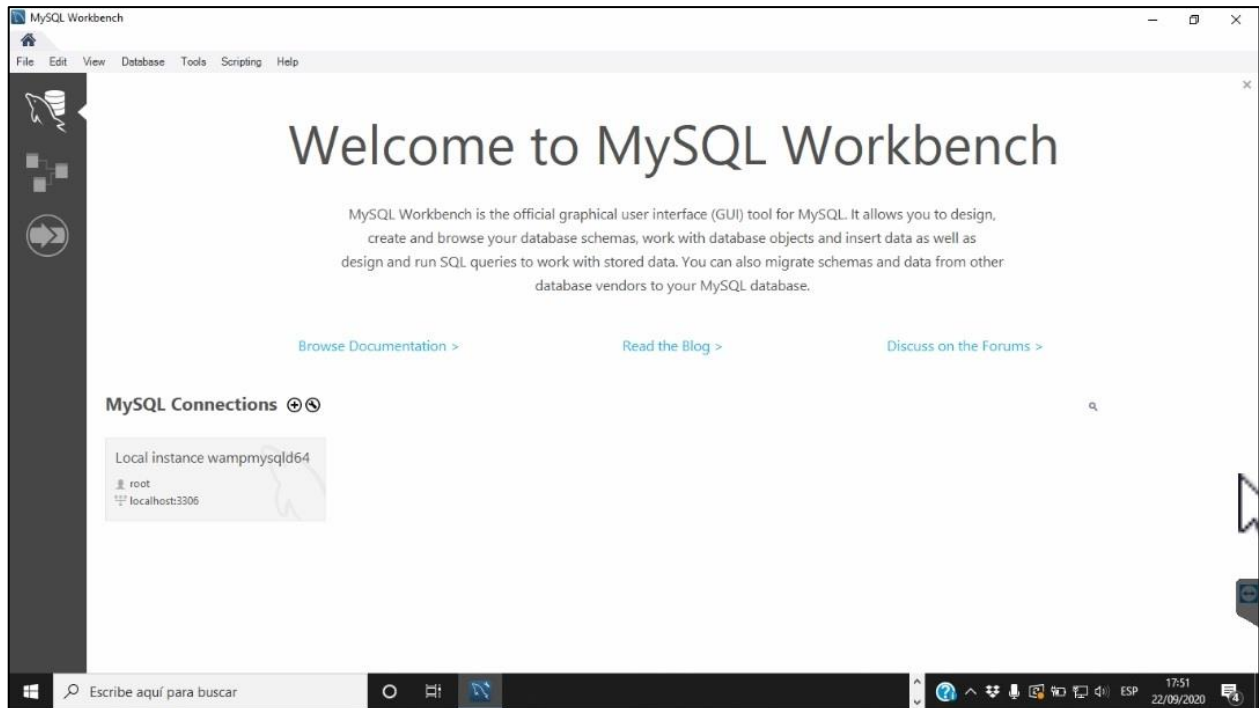 MySQL Workbench
File Edit View Database Tools Scripting Help
Welcome to MySQL Workbench
MySQL Workbench is the official graphical user interface (GUI) tool for MySQL. It allows you to design,
create and browse your database schemas, work with database objects and insert data as well as
design and run SQL queries to work with stored data. You can also migrate schemas and data from other
database vendors to your MySQL database.
Browse Documentation > Read the Blog > Discuss on the Forums >
MySQL Connections
Local instance wampmysqld64
root
localhost:3306
Escribe aquí para buscar
ESP
17:51
22/09/2020
4